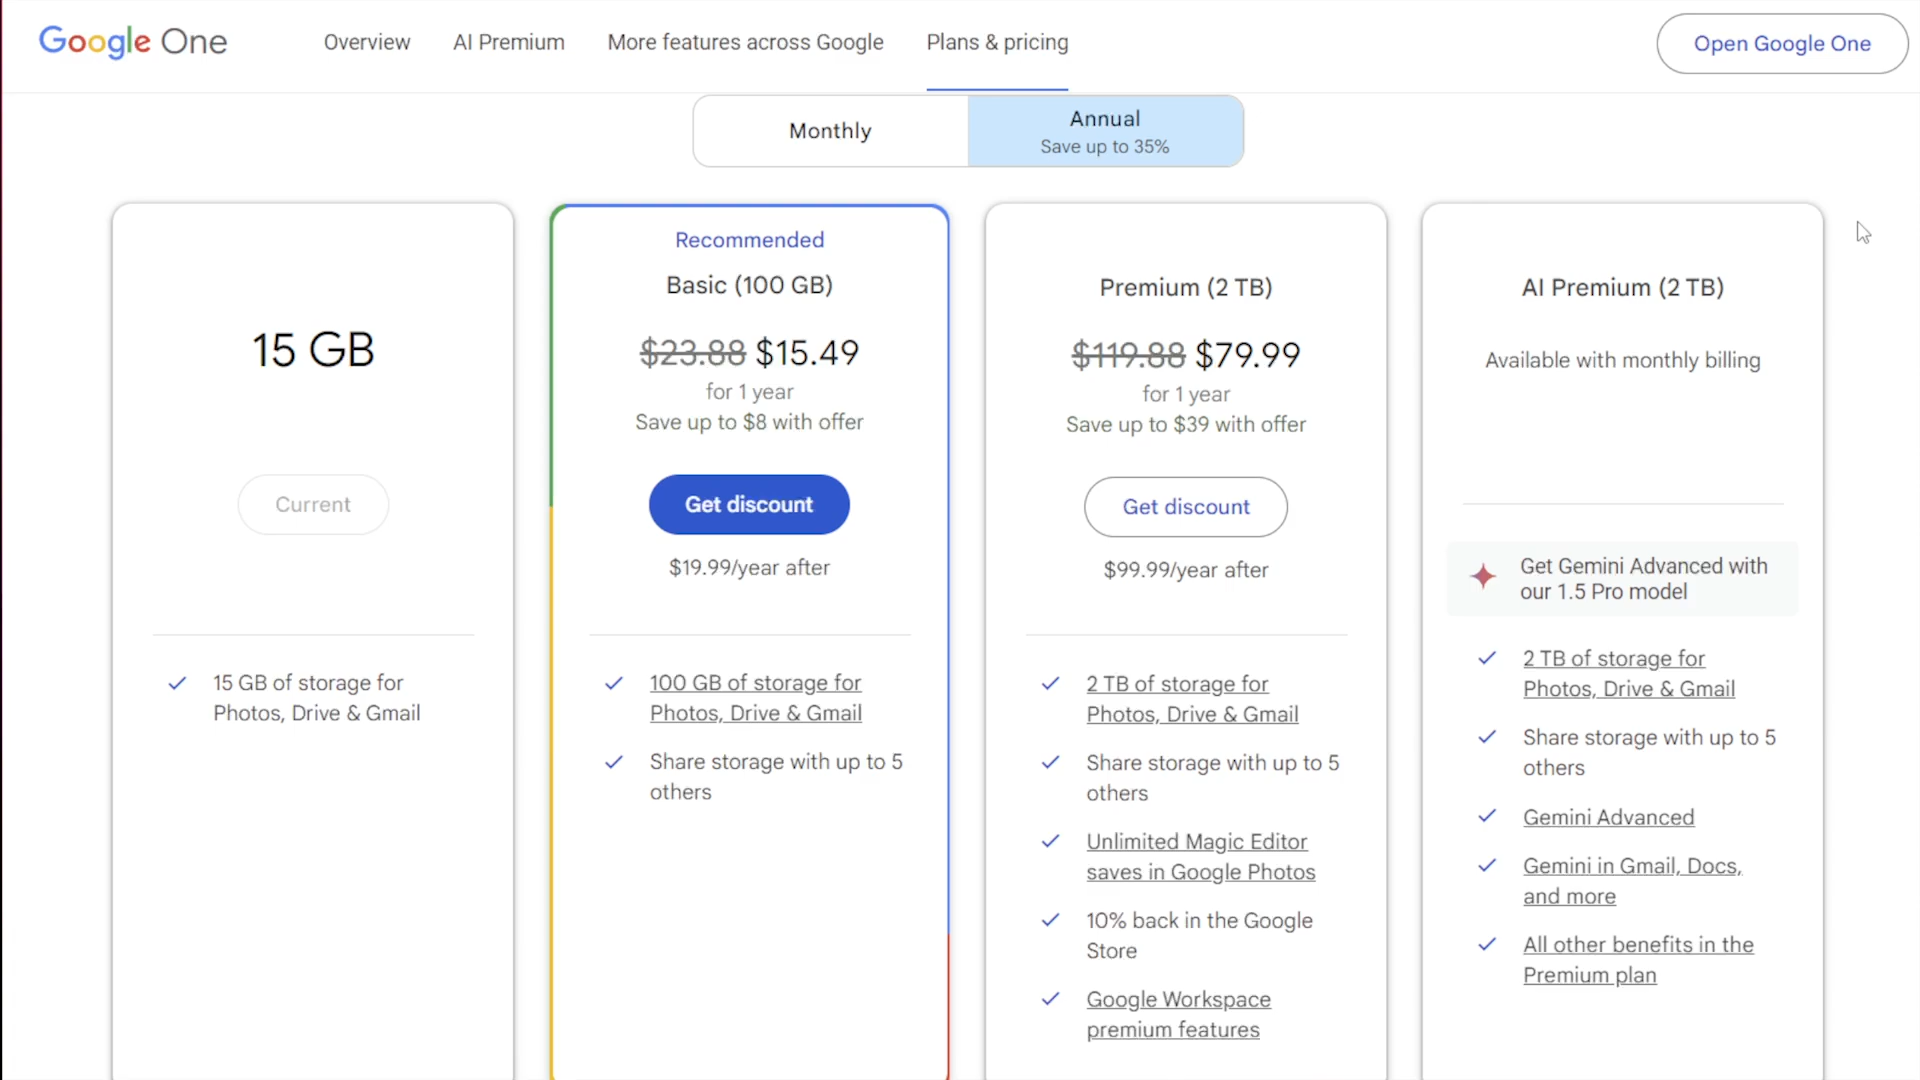 Google One
Overview
AI Premium
More features across Google
Plans & pricing
Open Google One
Monthly
Annual
Save up to 35%
15 GB
Current
15 GB of storage for
Photos, Drive & Gmail
Recommended
Basic (100 GB)
$23.88 $15.49
for 1 year
Save up to $8 with offer
Get discount
$19.99/year after
100 GB of storage for
Photos, Drive & Gmail
Share storage with up to 5
others
Premium (2 TB)
$119.88 $79.99
for 1 year
Save up to $39 with offer
Get discount
$99.99/year after
2 TB of storage for
Photos, Drive & Gmail
Share storage with up to 5
others
Unlimited Magic Editor
saves in Google Photos
10% back in the Google
Store
Google Workspace
premium features
AI Premium (2 TB)
Available with monthly billing
Get Gemini Advanced with
our 1.5 Pro model
2 TB of storage for
Photos, Drive & Gmail
Share storage with up to 5
others
Gemini Advanced
Gemini in Gmail, Docs,
and more
All other benefits in the
Premium plan